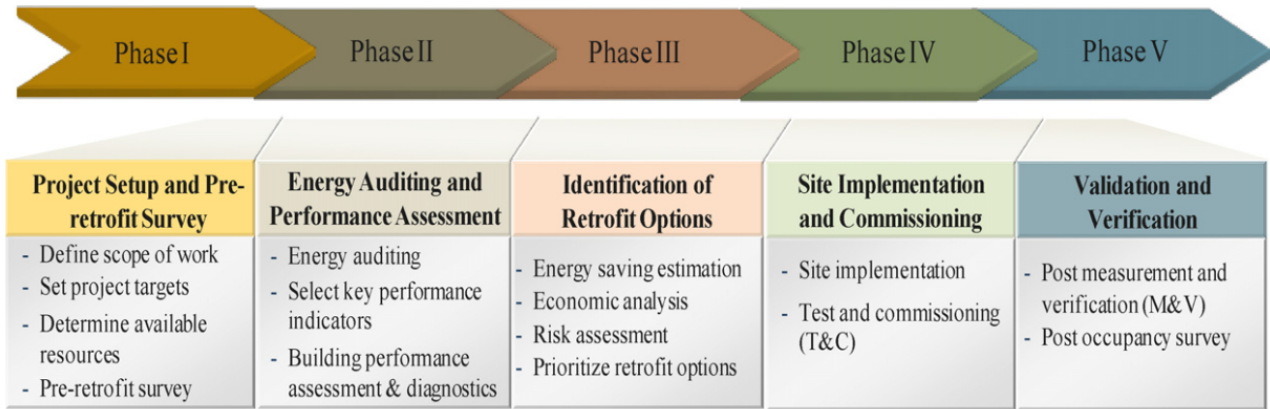 Phase I
Phase II
Phase III
Phase IV
Phase V
Project Setup and Pre-
retrofit Survey
- Define scope of work
- Set project targets
- Determine available
resources
- Pre-retrofit survey
Energy Auditing and
Performance Assessment
- Energy auditing
- Select key performance
indicators
- Building performance
assessment & diagnostics
Identification of
Retrofit Options
- Energy saving estimation
- Economic analysis
- Risk assessment
- Prioritize retrofit options
Site Implementation
and Commissioning
- Site implementation
- Test and commissioning
(T&C)
Validation and
Verification
- Post measurement and
verification (M&V)
- Post occupancy survey